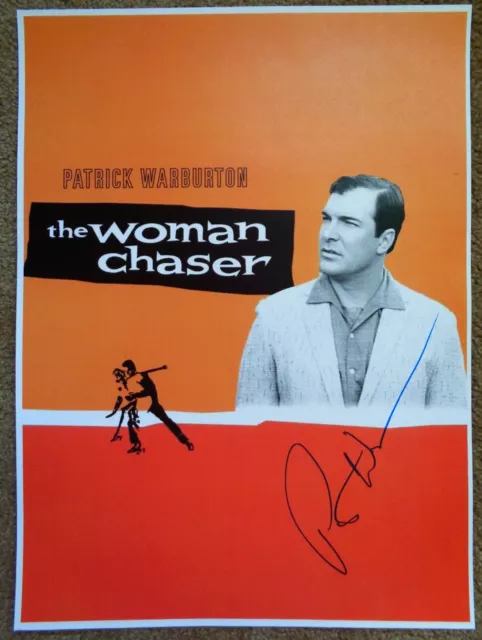 PATRICK WARBURTON
the WOMAN
chaser